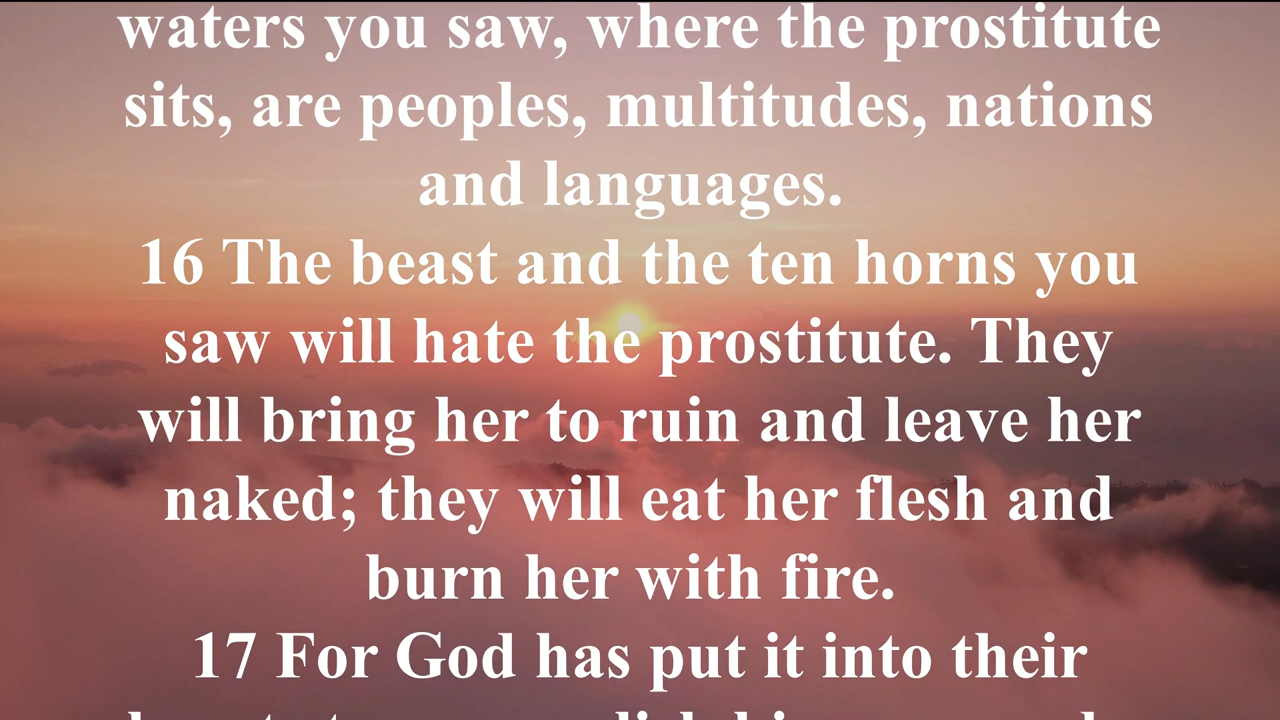 waters you saw, where the prostitute
sits, are peoples, multitudes, nations
and languages.
16 The beast and the ten horns you
saw will hate the prostitute. They
will bring her to ruin and leave her
naked; they will eat her flesh and
burn her with fire.
17 For God has put it into their